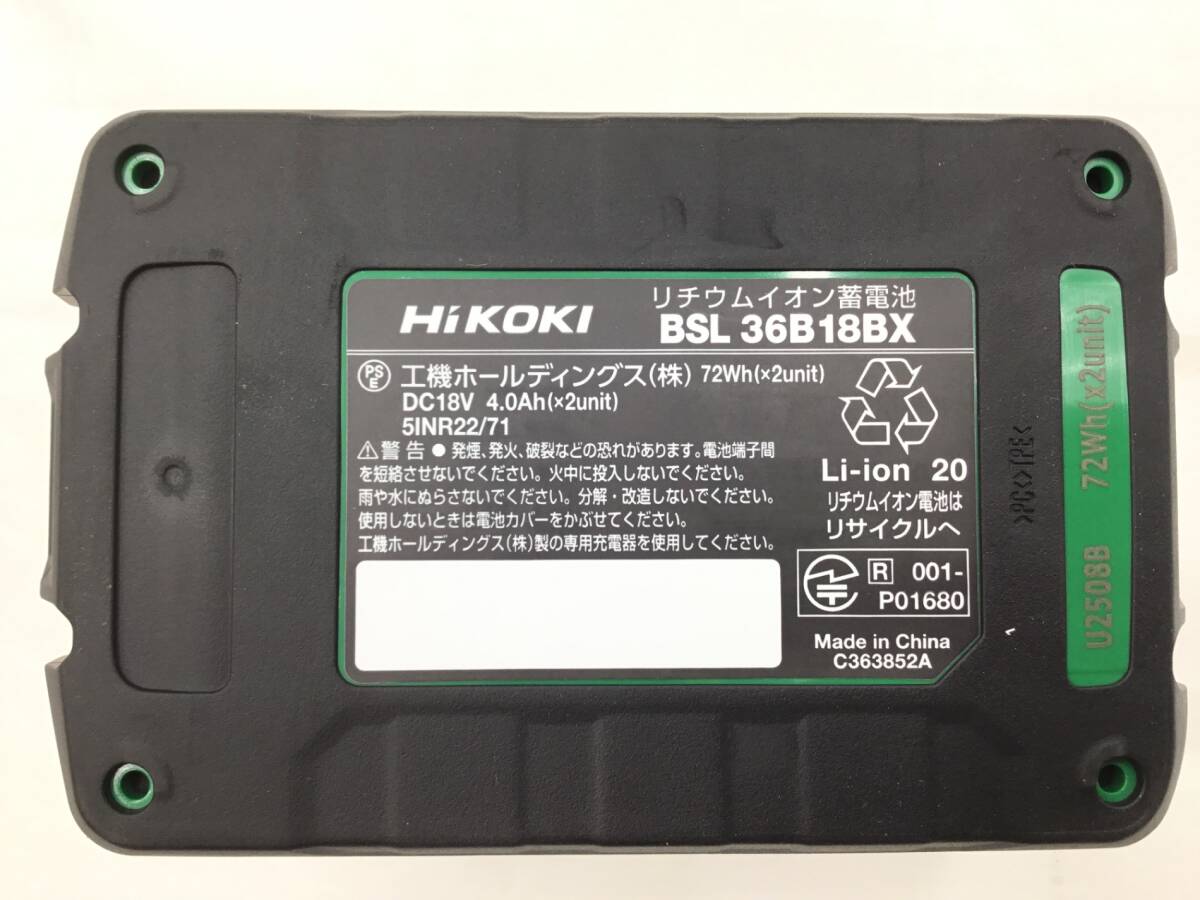 HiKOKI
リチウムイオン蓄電池
BSL 36B18BX
PS E
工機ホールディングス(株) 72Wh(×2unit)
DC18V 4.0Ah(×2unit)
5INR22/71
⚠警告 ● 発煙、発火、破裂などの恐れがあります。電池端子間
を短絡させないでください。火中に投入しないでください。
雨や水にぬらさないでください。分解・改造しないでください。
使用しないときは電池カバーをかぶせてください。
工機ホールディングス(株)製の専用充電器を使用してください。
Li-ion 20
リチウムイオン電池は
リサイクルへ
R 001-
P01680
Made in China
C363852A
>PC<>TPE<
U2508B 72Wh(x2unit)